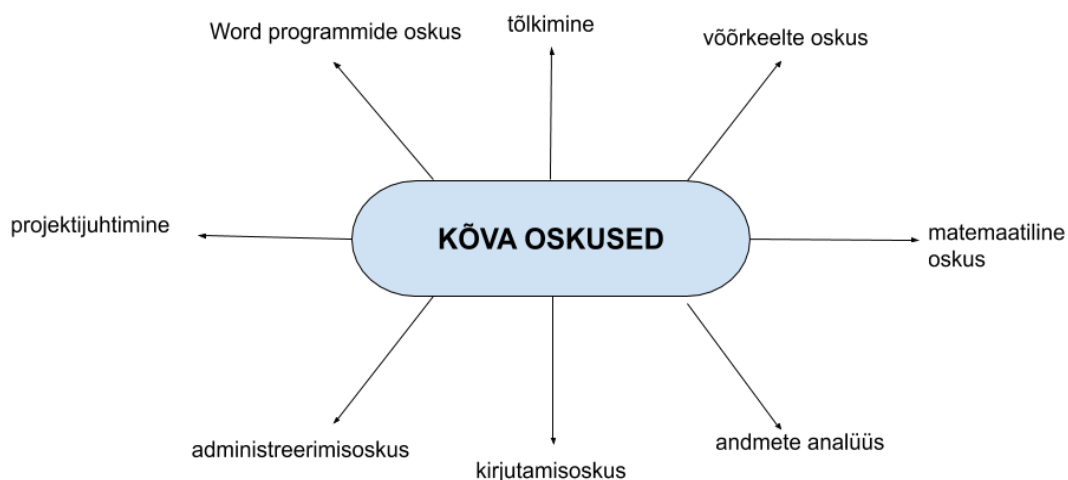 Word programmide oskus
tõlkimine
võõrkeelte oskus
projektijuhtimine
KÕVA OSKUSED
matemaatiline
oskus
administreerimisoskus
kirjutamisoskus
andmete analüüs